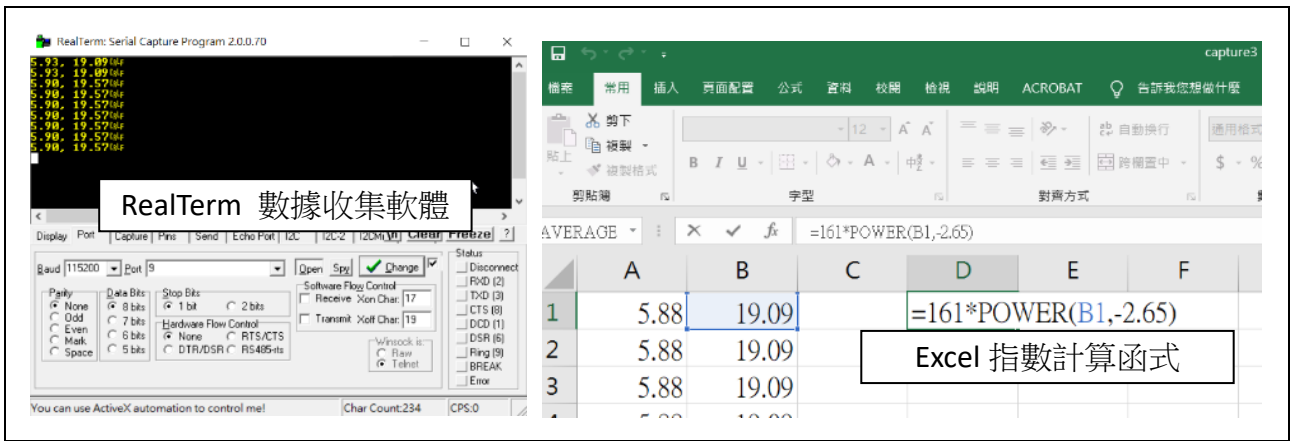 RealTerm: Serial Capture Program 2.0.0.70
5.93, 19.09
5.93, 19.09
5.90, 19.57
5.90, 19.57
5.90, 19.57
5.90, 19.57
5.90, 19.57
5.90, 19.57
5.90, 19.57
RealTerm 數據收集軟體
Display Port Capture Pins Send Echo Port I2C I2C-2 I2CMisc \n Clear Freeze ?
Baud 115200 Port 9 Open Spy Change
Parity
None
Odd
Even
Mark
Space
Data Bits
8 bits
7 bits
6 bits
5 bits
Stop Bits
1 bit 2 bits
Hardware Flow Control
None RTS/CTS
DTR/DSR RS485-rts
Software Flow Control
Receive Xon Char: 17
Transmit Xoff Char: 19
Winsock is:
Raw
Telnet
Status
Disconnect
RXD (2)
TXD (3)
CTS (8)
DCD (1)
DSR (6)
Ring (9)
BREAK
Error
You can use ActiveX automation to control me! Char Count:234 CPS:0
capture3
檔案 常用 插入 頁面配置 公式 資料 校閱 檢視 說明 ACROBAT 告訴我您想做什麼
剪下
複製
複製格式
貼上
剪貼簿
12 A A
B I U A 中
字型
自動換行
跨欄置中
對齊方式
通用格式
$ %
AVERAGE fx =161*POWER(B1,-2.65)
A B C D E F
1 5.88 19.09 =161*POWER(B1,-2.65)
2 5.88 19.09
3 5.88 19.09
Excel 指數計算函式